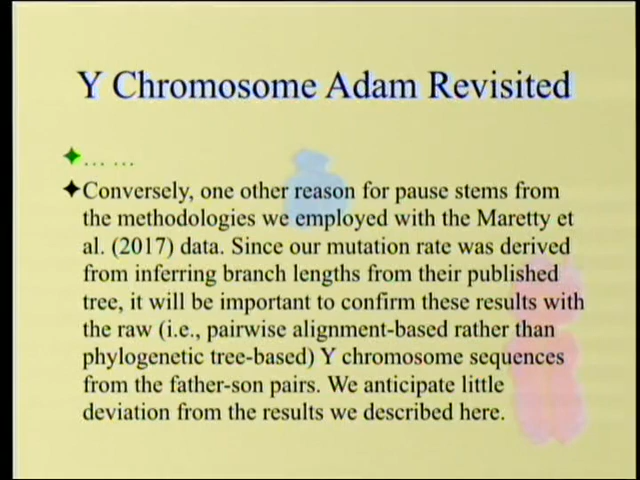 Y Chromosome Adam Revisited
… …
Conversely, one other reason for pause stems from
the methodologies we employed with the Maretty et
al. (2017) data. Since our mutation rate was derived
from inferring branch lengths from their published
tree, it will be important to confirm these results with
the raw (i.e., pairwise alignment-based rather than
phylogenetic tree-based) Y chromosome sequences
from the father-son pairs. We anticipate little
deviation from the results we described here.